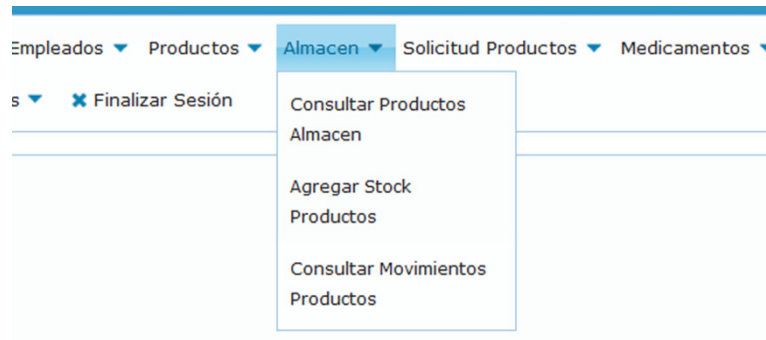 Empleados Productos Almacen Solicitud Productos Medicamentos
s Finalizar Sesión
Consultar Productos
Almacen
Agregar Stock
Productos
Consultar Movimientos
Productos